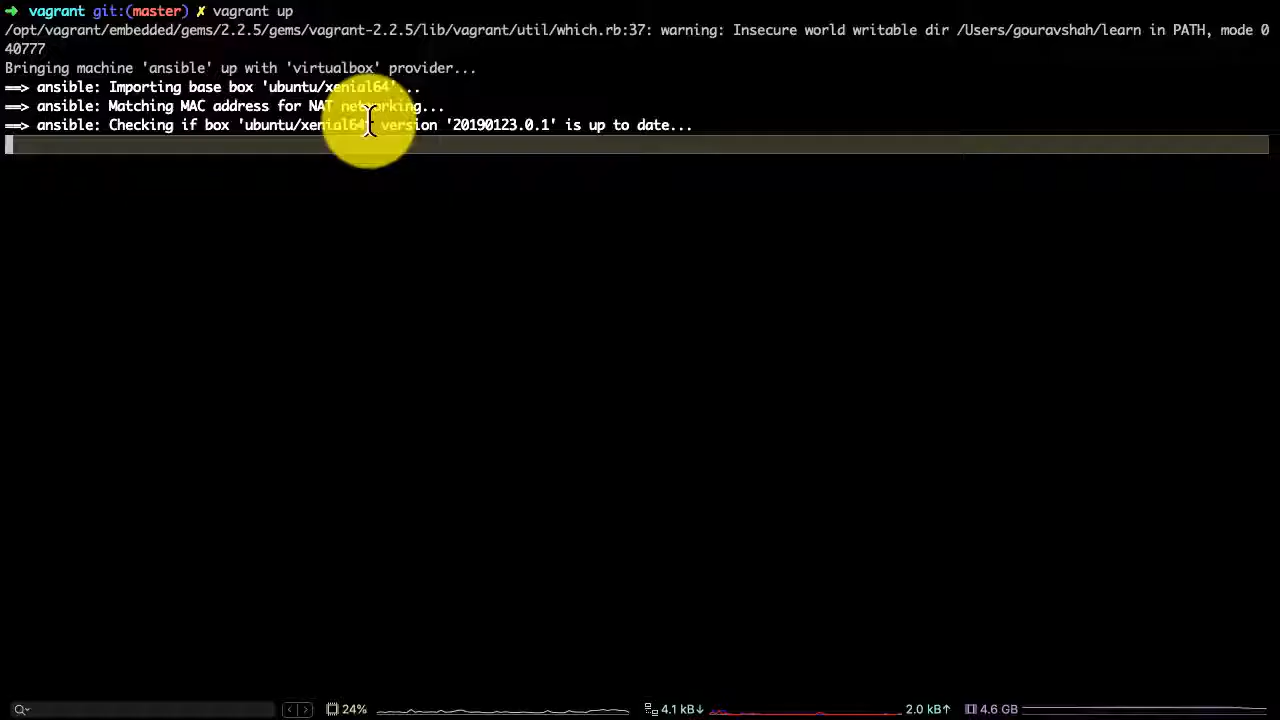 ➜ vagrant git:(master) ✗ vagrant up
/opt/vagrant/embedded/gems/2.2.5/gems/vagrant-2.2.5/lib/vagrant/util/which.rb:37: warning: Insecure world writable dir /Users/gouravshah/learn in PATH, mode 0
40777
Bringing machine 'ansible' up with 'virtualbox' provider...
==> ansible: Importing base box 'ubuntu/xenial64'...
==> ansible: Matching MAC address for NAT networking...
==> ansible: Checking if box 'ubuntu/xenial64' version '20190123.0.1' is up to date...
24% 4.1 kB↓ 2.0 kB↑ 4.6 GB